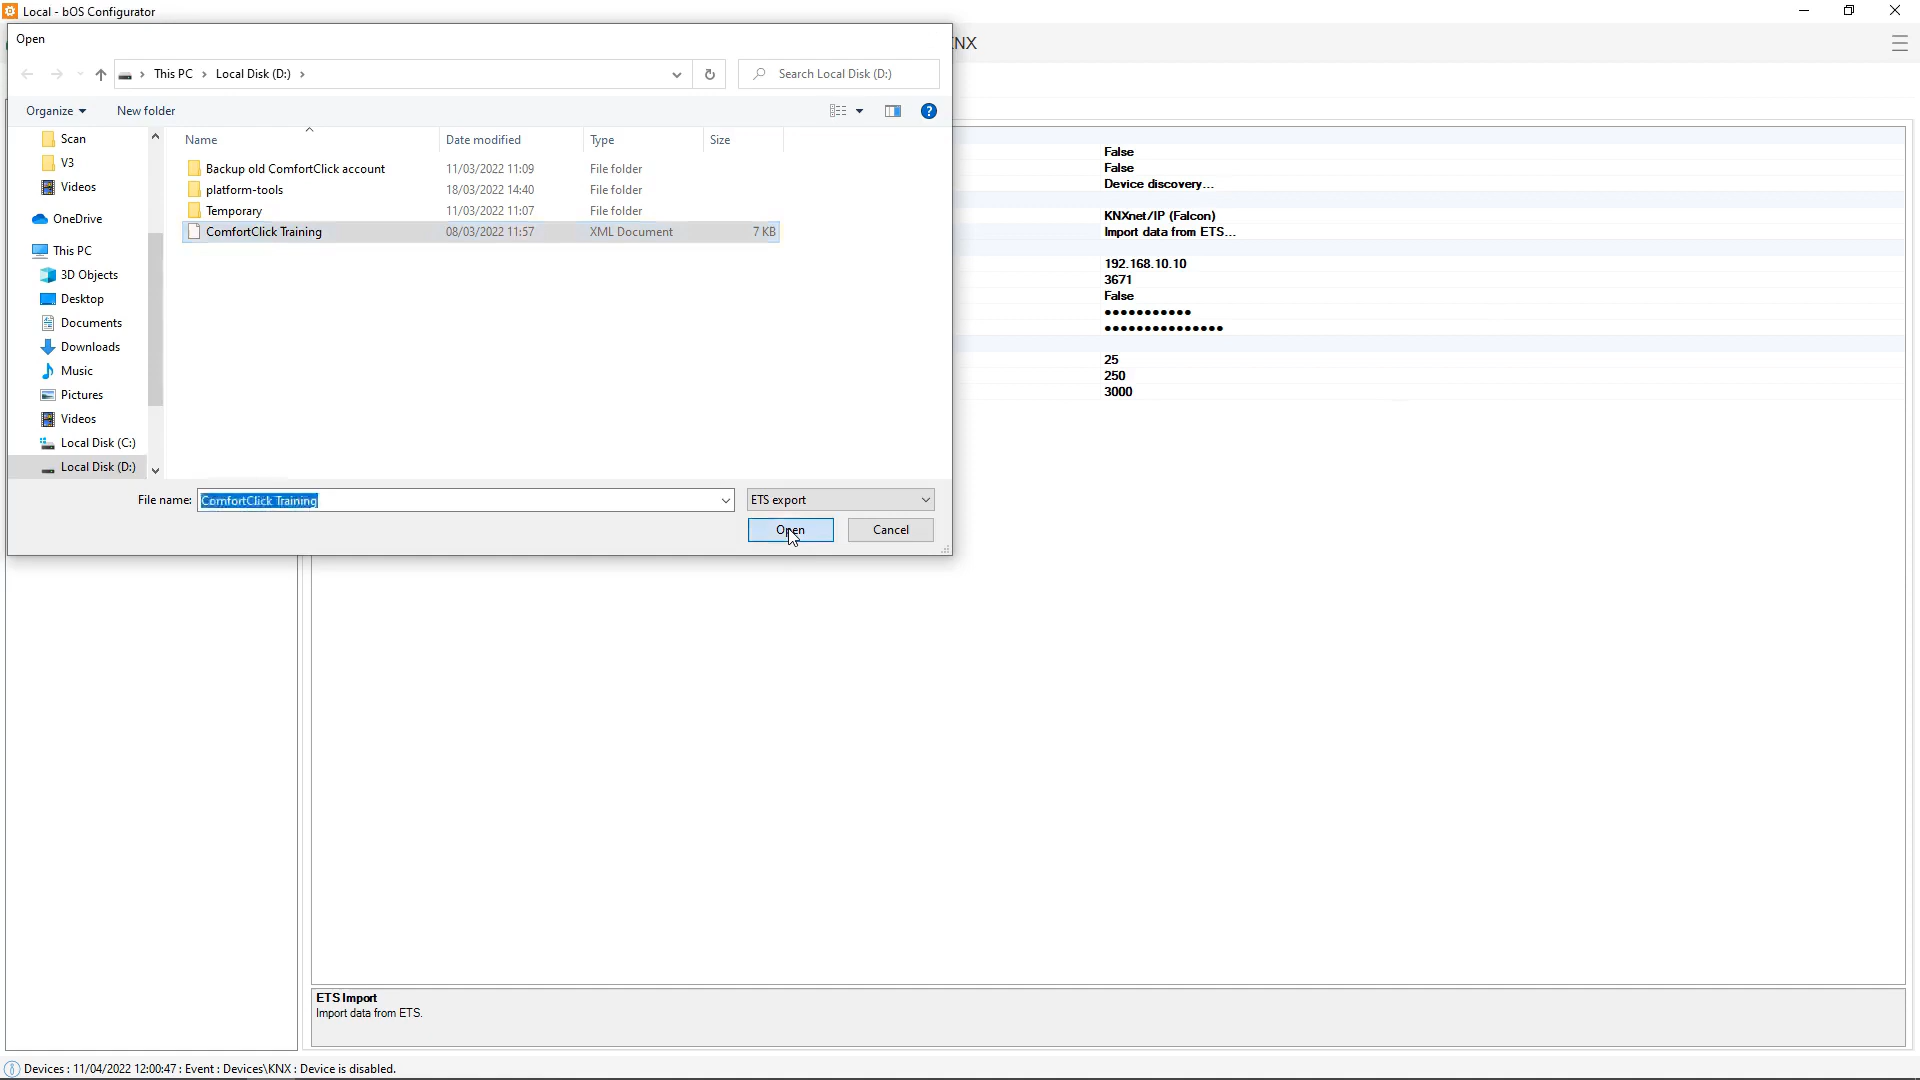 Local - bOS Configurator
Open
NX
This PC › Local Disk (D:) ›
Search Local Disk (D:)
Organize
New folder
Name Date modified Type Size
Scan
V3
Videos
OneDrive
This PC
3D Objects
Desktop
Documents
Downloads
Music
Pictures
Videos
Local Disk (C:)
Local Disk (D:)
Backup old ComfortClick account 11/03/2022 11:09 File folder
platform-tools 18/03/2022 14:40 File folder
Temporary 11/03/2022 11:07 File folder
ComfortClick Training 08/03/2022 11:57 XML Document 7 KB
File name: ComfortClick Training
ETS export
Open
Cancel
False
False
Device discovery...
KNXnet/IP (Falcon)
Import data from ETS...
192.168.10.10
3671
False
●●●●●●●●●●●
●●●●●●●●●●●●●●●
25
250
3000
ETS Import
Import data from ETS.
Devices : 11/04/2022 12:00:47 : Event : Devices\KNX : Device is disabled.